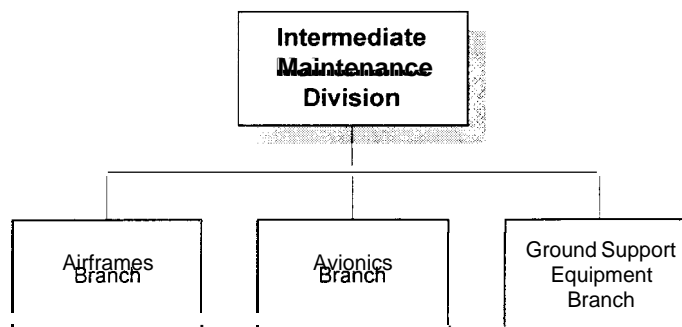 Intermediate
Maintenance
Division
Airframes
Branch
Avionics
Branch
Ground Support
Equipment
Branch